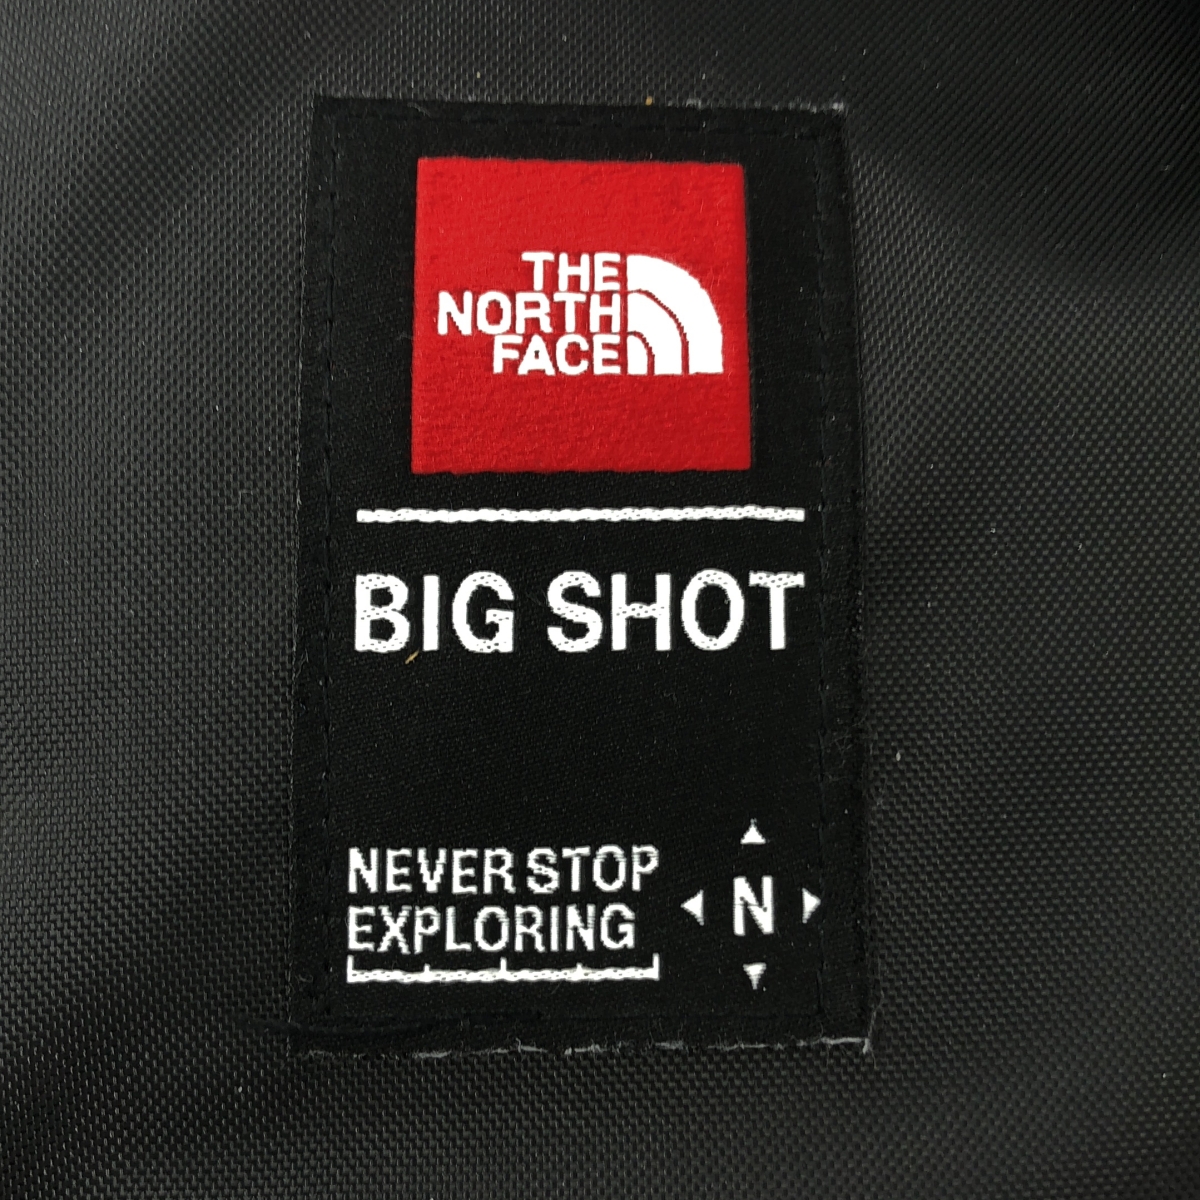 THE
NORTH
FACE
BIG SHOT
NEVER STOP
EXPLORING
N